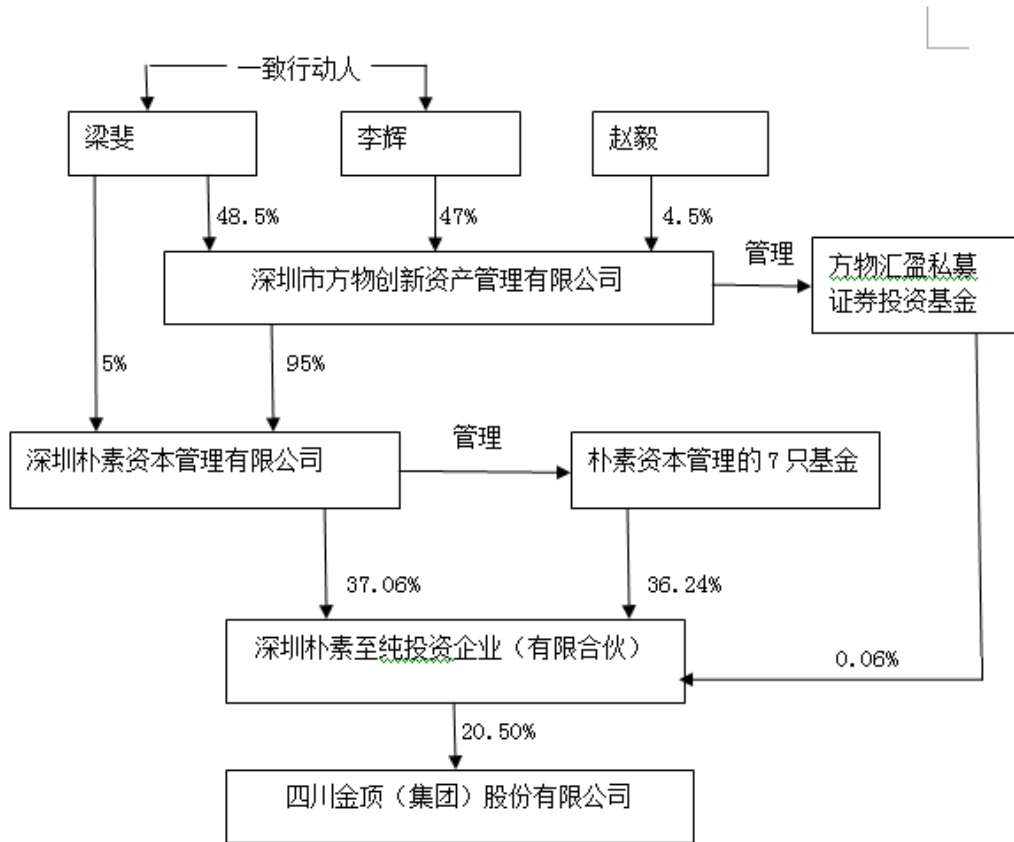 一致行动人
梁斐
李辉
赵毅
48.5%
47%
4.5%
深圳市方物创新资产管理有限公司
管理
方物汇盈私募
证券投资基金
5%
95%
深圳朴素资本管理有限公司
管理
朴素资本管理的7只基金
37.06%
36.24%
深圳朴素至纯投资企业（有限合伙）
0.06%
20.50%
四川金顶（集团）股份有限公司